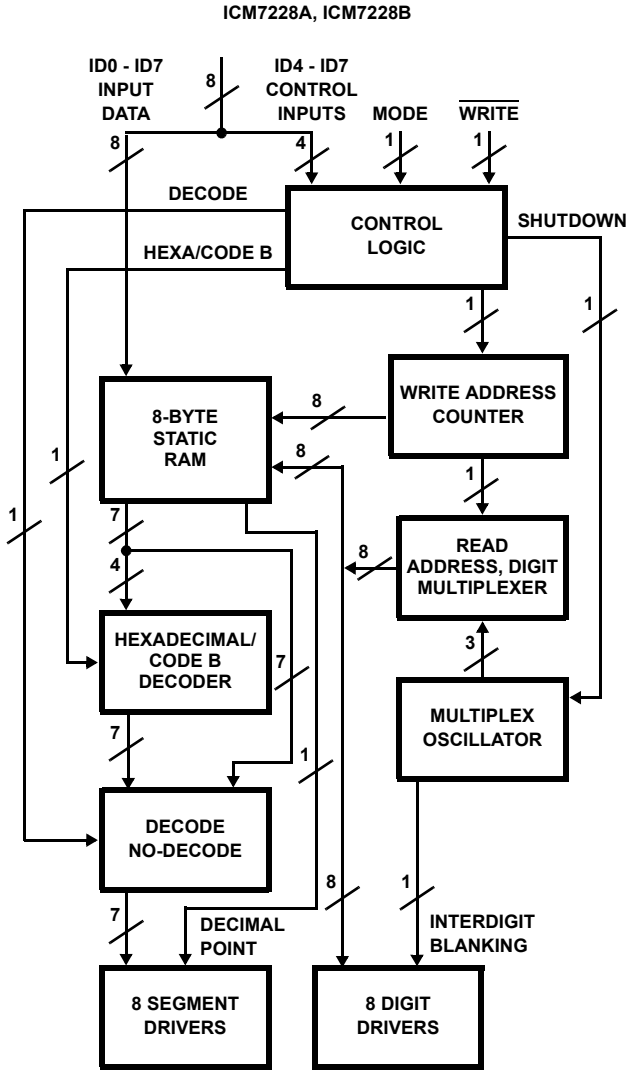 ICM7228A, ICM7228B
ID0 - ID7
INPUT
DATA
8
ID4 - ID7
CONTROL
INPUTS
MODE
WRITE
8
4
1
1
DECODE
HEXA/CODE B
CONTROL
LOGIC
SHUTDOWN
1
1
8-BYTE
STATIC
RAM
8
WRITE ADDRESS
COUNTER
8
1
1
1
7
4
8
READ
ADDRESS, DIGIT
MULTIPLEXER
3
HEXADECIMAL/
CODE B
DECODER
7
MULTIPLEX
OSCILLATOR
7
1
DECODE
NO-DECODE
7
DECIMAL
POINT
8
1
INTERDIGIT
BLANKING
8 SEGMENT
DRIVERS
8 DIGIT
DRIVERS